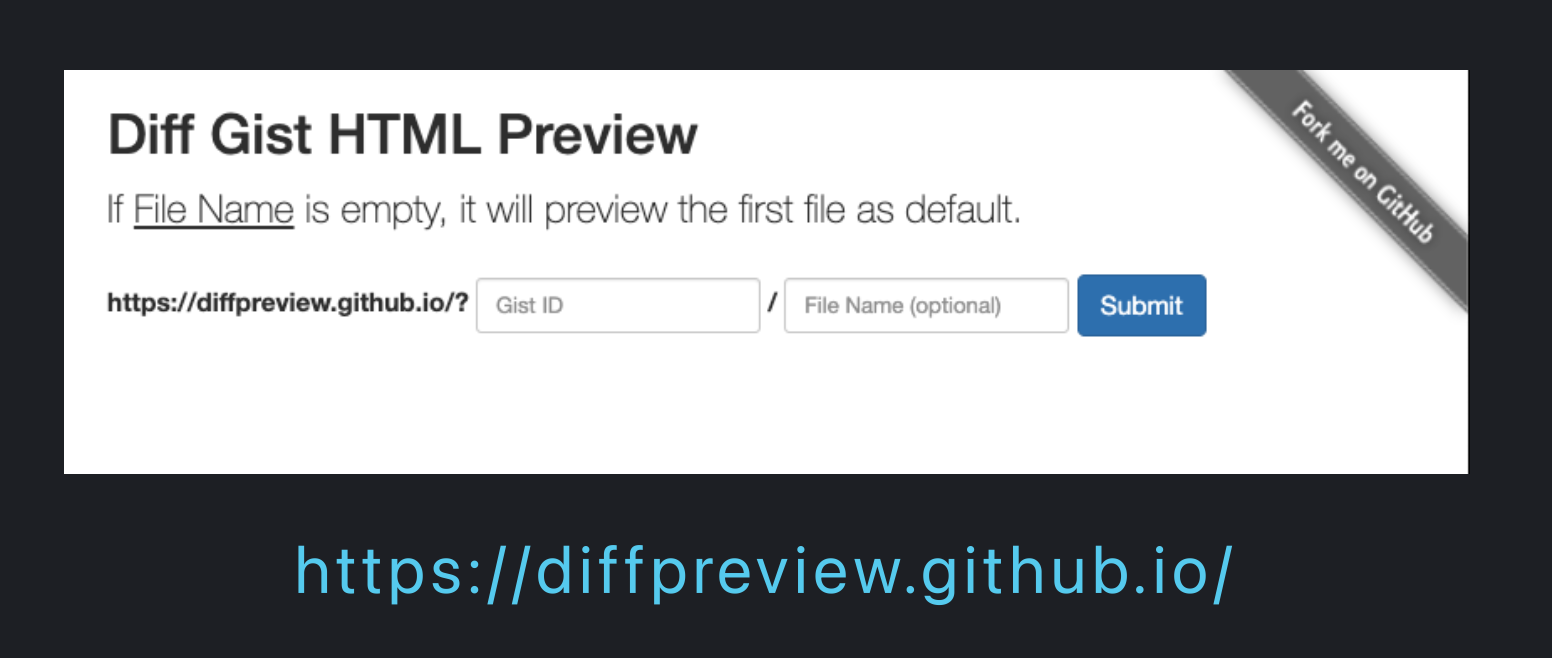 Diff Gist HTML Preview
Fork me on GitHub
If File Name is empty, it will preview the first file as default.
https://diffpreview.github.io/? Gist ID / File Name (optional) Submit
https://diffpreview.github.io/